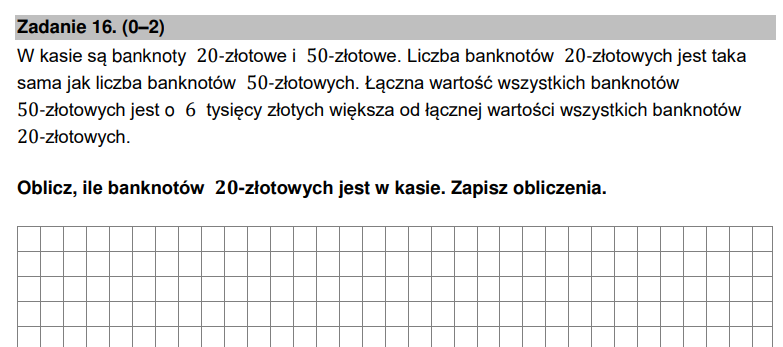 Zadanie 16. (0–2)
W kasie są banknoty 20-złotowe i 50-złotowe. Liczba banknotów 20-złotowych jest taka
sama jak liczba banknotów 50-złotowych. Łączna wartość wszystkich banknotów
50-złotowych jest o 6 tysięcy złotych większa od łącznej wartości wszystkich banknotów
20-złotowych.
Oblicz, ile banknotów 20-złotowych jest w kasie. Zapisz obliczenia.